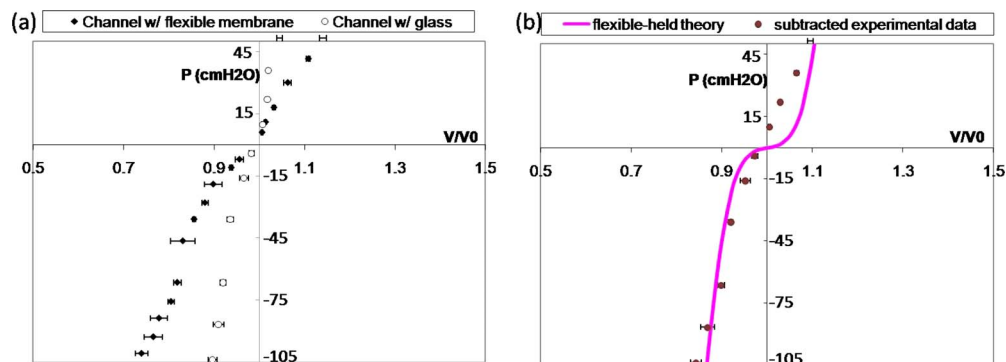 (a)
Channel w/ flexible membrane
Channel w/ glass
P (cmH2O)
45
15
-15
-45
-75
-105
V/V0
0.5
0.7
0.9
1.1
1.3
1.5
(b)
flexible-held theory
subtracted experimental data
P (cmH2O)
45
15
-15
-45
-75
-105
V/V0
0.5
0.7
0.9
1.1
1.3
1.5